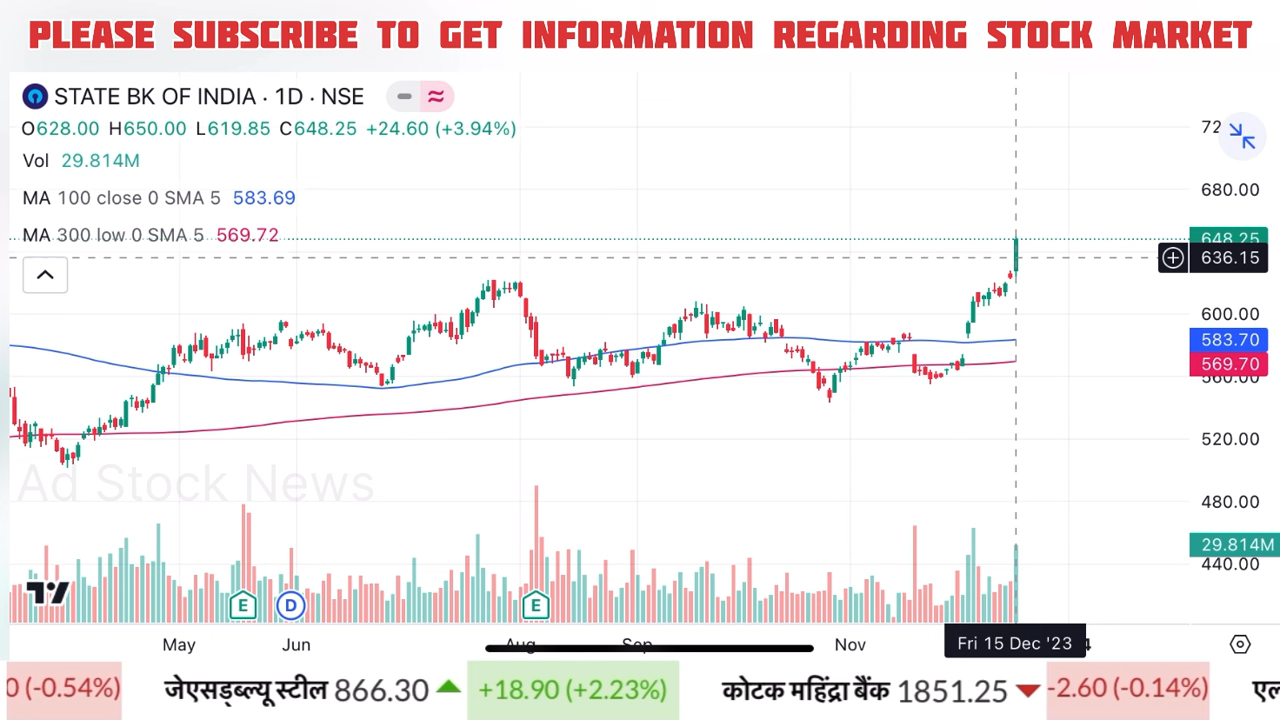 PLEASE SUBSCRIBE TO GET INFORMATION REGARDING STOCK MARKET
STATE BK OF INDIA · 1D · NSE
O628.00 H650.00 L619.85 C648.25 +24.60 (+3.94%)
Vol 29.814M
MA 100 close 0 SMA 5 583.69
MA 300 low 0 SMA 5 569.72
72
680.00
648.25
636.15
600.00
583.70
569.70
560.00
520.00
480.00
29.814M
440.00
Ad Stock News
E D E
May Jun Aug Sep Nov Fri 15 Dec '23
0 (-0.54%) जेएसडब्ल्यू स्टील 866.30 +18.90 (+2.23%) कोटक महिंद्रा बैंक 1851.25 -2.60 (-0.14%)